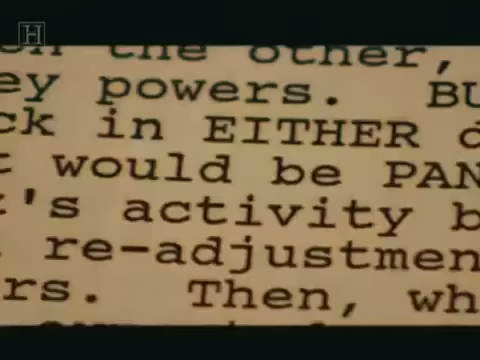 H
on the other,
ey powers.  BU
ck in EITHER d
t would be PAN
t's activity b
re-adjustmen
rs.  Then, wh